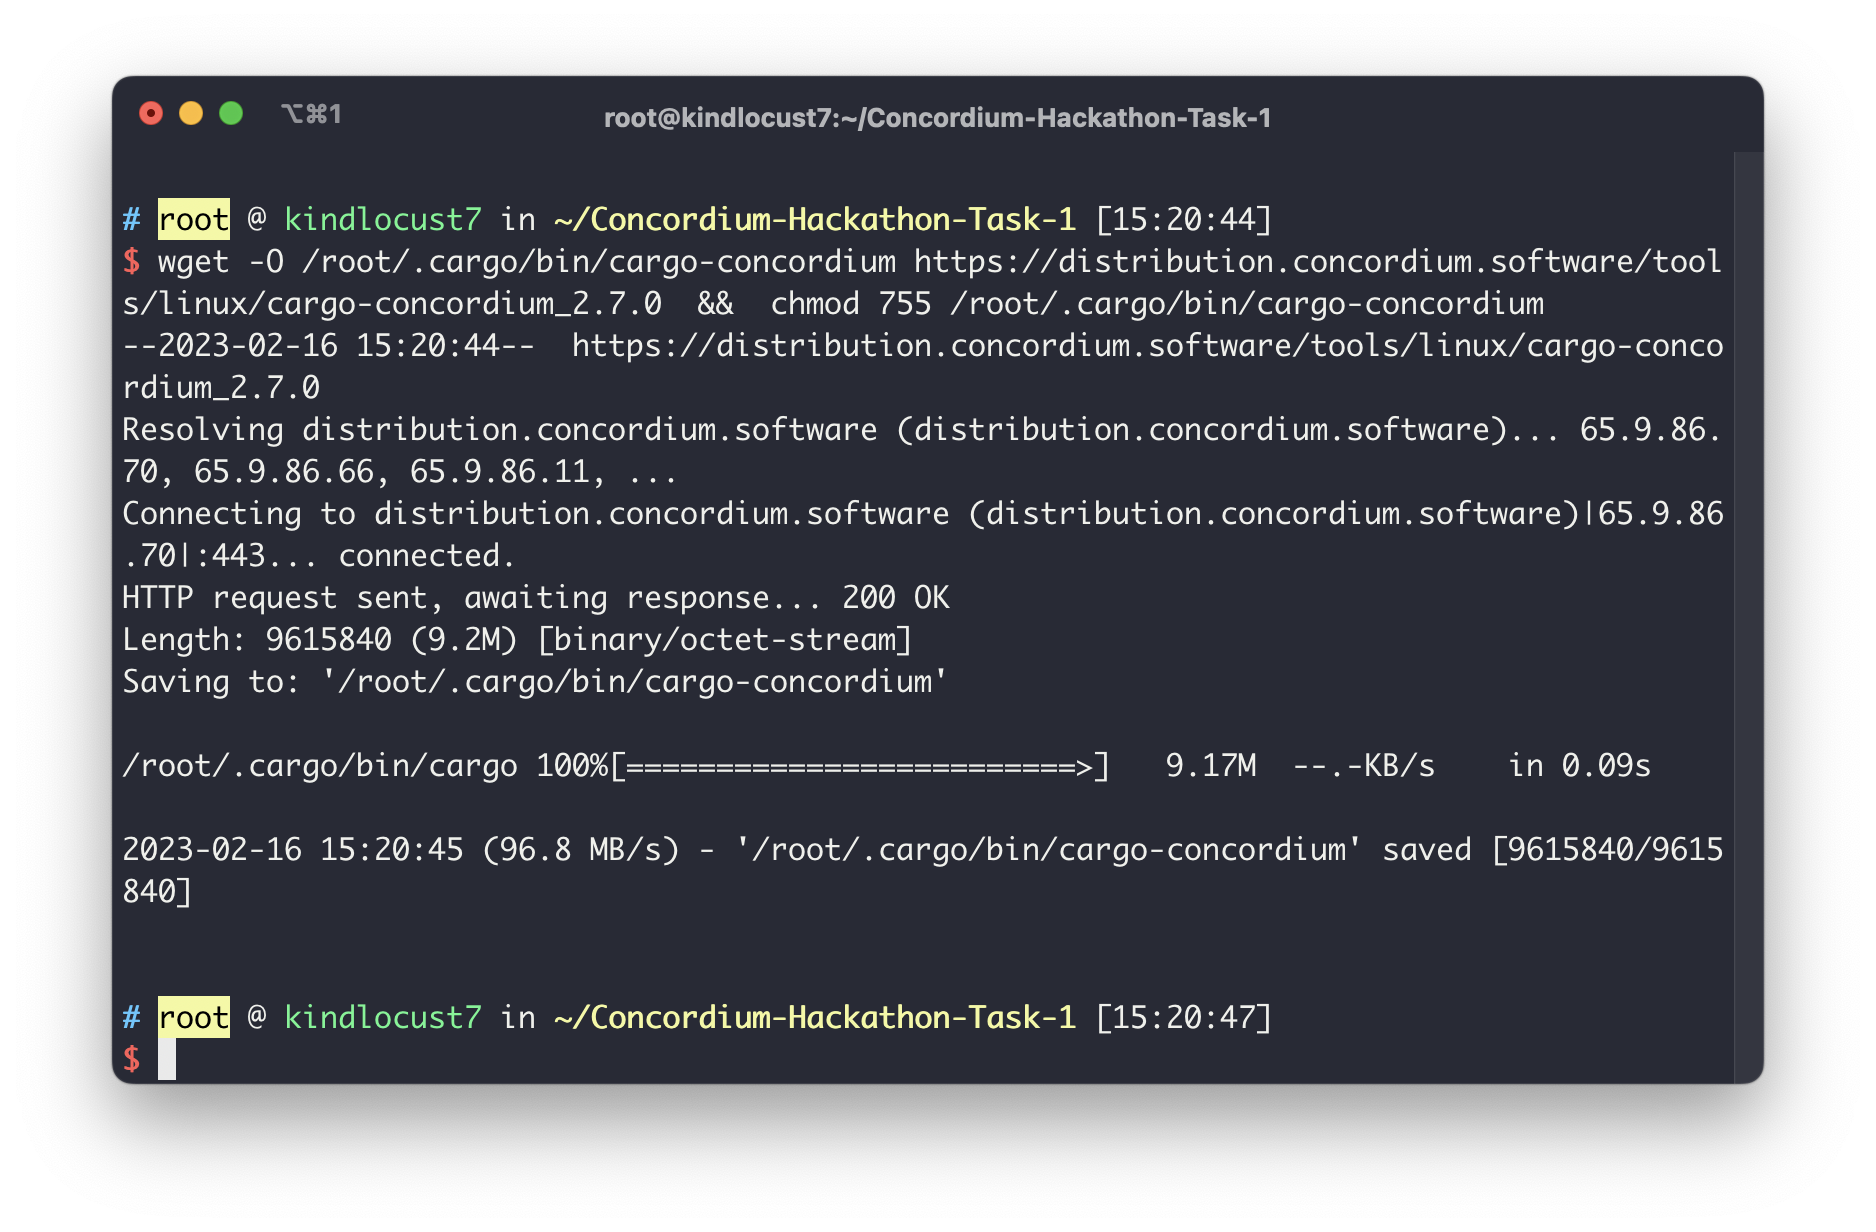 ⌥⌘1
root@kindlocust7:~/Concordium-Hackathon-Task-1
# root @ kindlocust7 in ~/Concordium-Hackathon-Task-1 [15:20:44]
$ wget -O /root/.cargo/bin/cargo-concordium https://distribution.concordium.software/tool
s/linux/cargo-concordium_2.7.0  &&  chmod 755 /root/.cargo/bin/cargo-concordium
--2023-02-16 15:20:44--  https://distribution.concordium.software/tools/linux/cargo-conco
rdium_2.7.0
Resolving distribution.concordium.software (distribution.concordium.software)... 65.9.86.
70, 65.9.86.66, 65.9.86.11, ...
Connecting to distribution.concordium.software (distribution.concordium.software)|65.9.86
.70|:443... connected.
HTTP request sent, awaiting response... 200 OK
Length: 9615840 (9.2M) [binary/octet-stream]
Saving to: '/root/.cargo/bin/cargo-concordium'
/root/.cargo/bin/cargo 100%[=========================>]   9.17M  --.-KB/s    in 0.09s
2023-02-16 15:20:45 (96.8 MB/s) - '/root/.cargo/bin/cargo-concordium' saved [9615840/9615
840]
# root @ kindlocust7 in ~/Concordium-Hackathon-Task-1 [15:20:47]
$